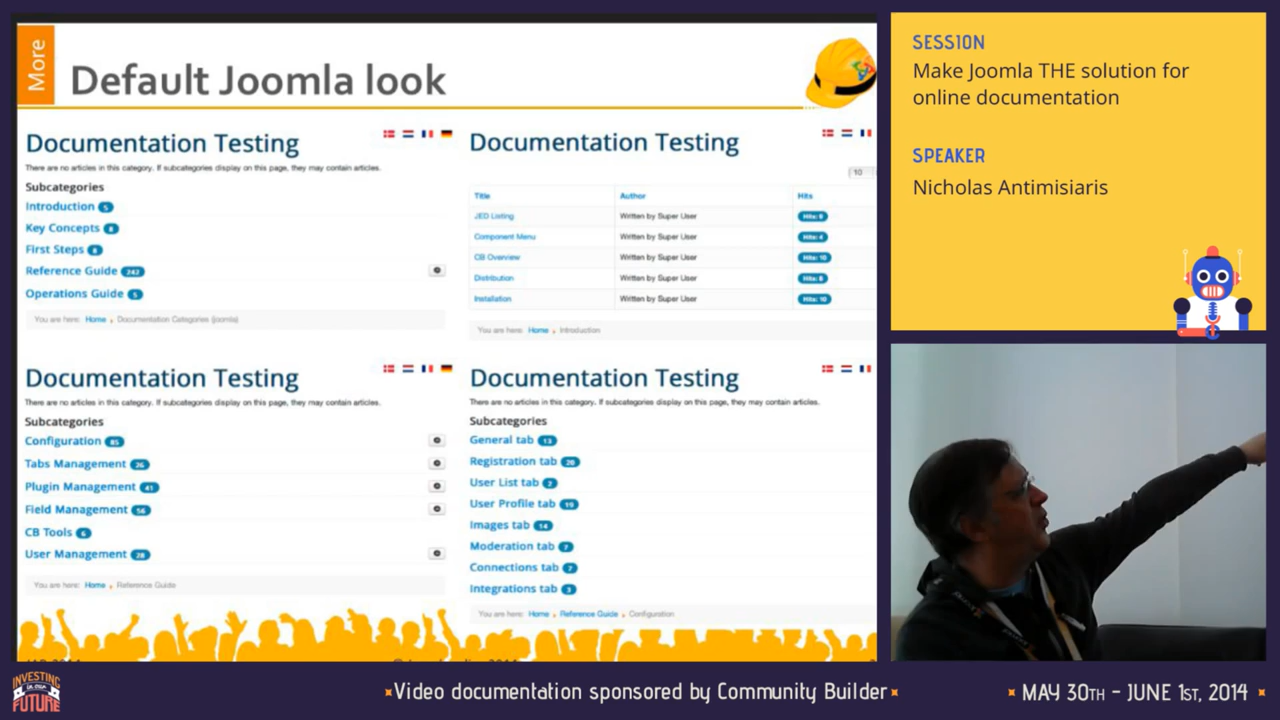 More
Default Joomla look
Documentation Testing
There are no articles in this category. If subcategories display on this page, they may contain articles.
Subcategories
Introduction 5
Key Concepts 8
First Steps 8
Reference Guide 242
Operations Guide 5
You are here: Home Documentation Categories (joomla)
Documentation Testing
10
Title Author Hits
JED Listing Written by Super User Hits: 8
Component Menu Written by Super User Hits: 4
CB Overview Written by Super User Hits: 10
Distribution Written by Super User Hits: 8
Installation Written by Super User Hits: 10
You are here: Home Introduction
Documentation Testing
There are no articles in this category. If subcategories display on this page, they may contain articles.
Subcategories
Configuration 85
Tabs Management 26
Plugin Management 41
Field Management 56
CB Tools 6
User Management 28
You are here: Home Reference Guide
Documentation Testing
There are no articles in this category. If subcategories display on this page, they may contain articles.
Subcategories
General tab 13
Registration tab 20
User List tab 2
User Profile tab 19
Images tab 14
Moderation tab 7
Connections tab 7
Integrations tab 3
You are here: Home Reference Guide Configuration
SESSION
Make Joomla THE solution for
online documentation
SPEAKER
Nicholas Antimisiaris
INVESTING
IN OUR
FUTURE
Video documentation sponsored by Community Builder
MAY 30TH - JUNE 1ST, 2014